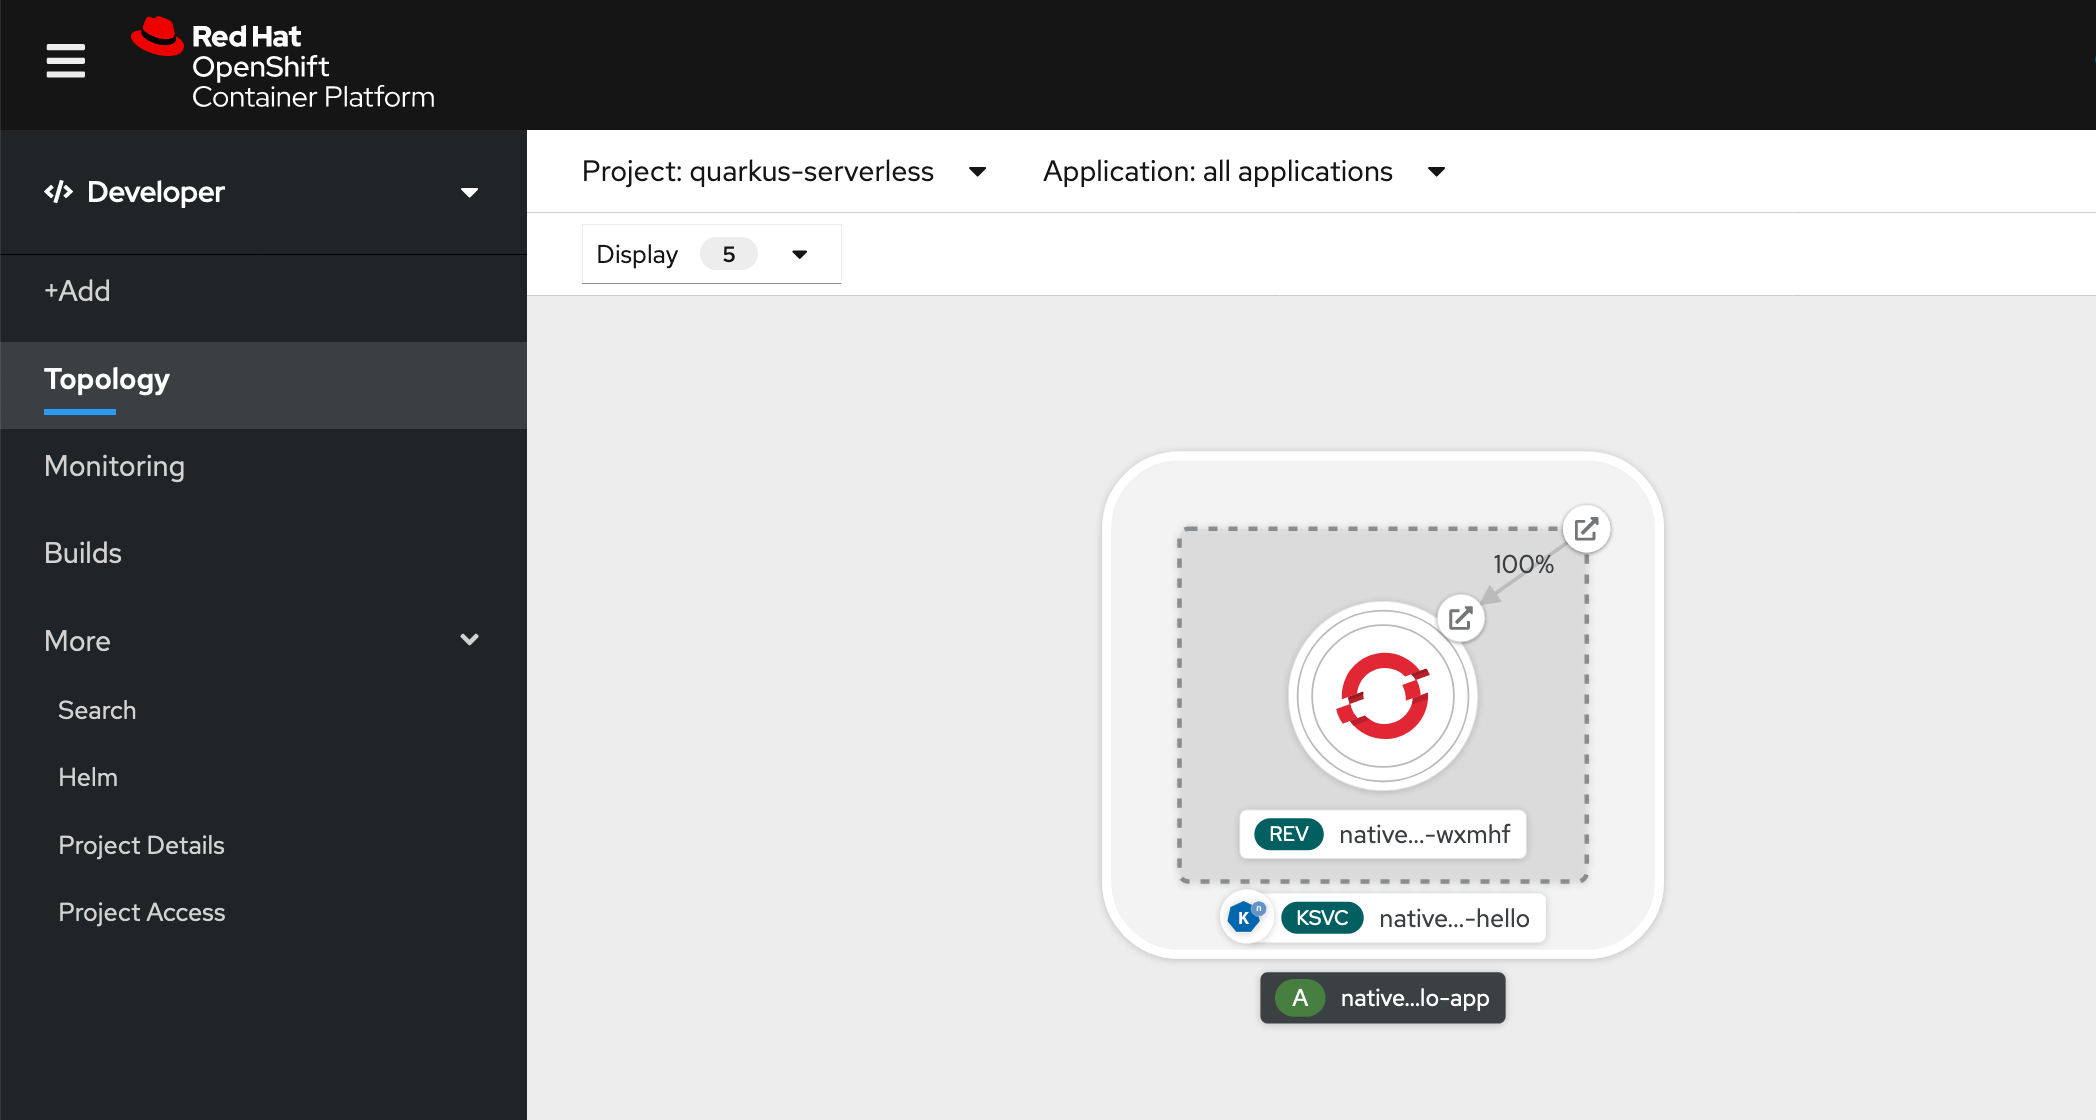 Red Hat
OpenShift
Container Platform
Developer
+Add
Topology
Monitoring
Builds
More
Search
Helm
Project Details
Project Access
Project: quarkus-serverless
Application: all applications
Display 5
100%
REV native...-wxmhf
K n KSVC native...-hello
A native...lo-app